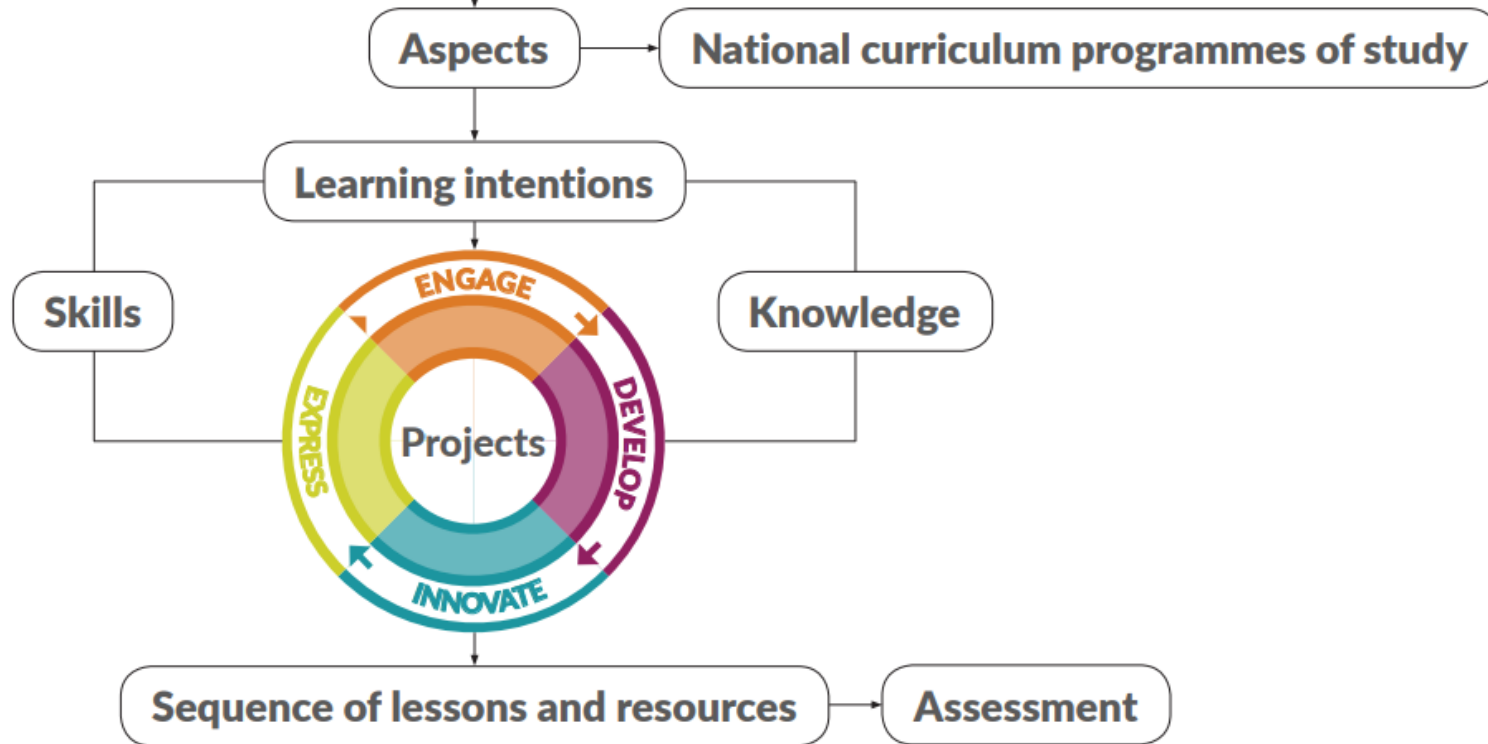 Aspects
National curriculum programmes of study
Learning intentions
Skills
Knowledge
ENGAGE
DEVELOP
INNOVATE
EXPRESS
Projects
Sequence of lessons and resources
Assessment